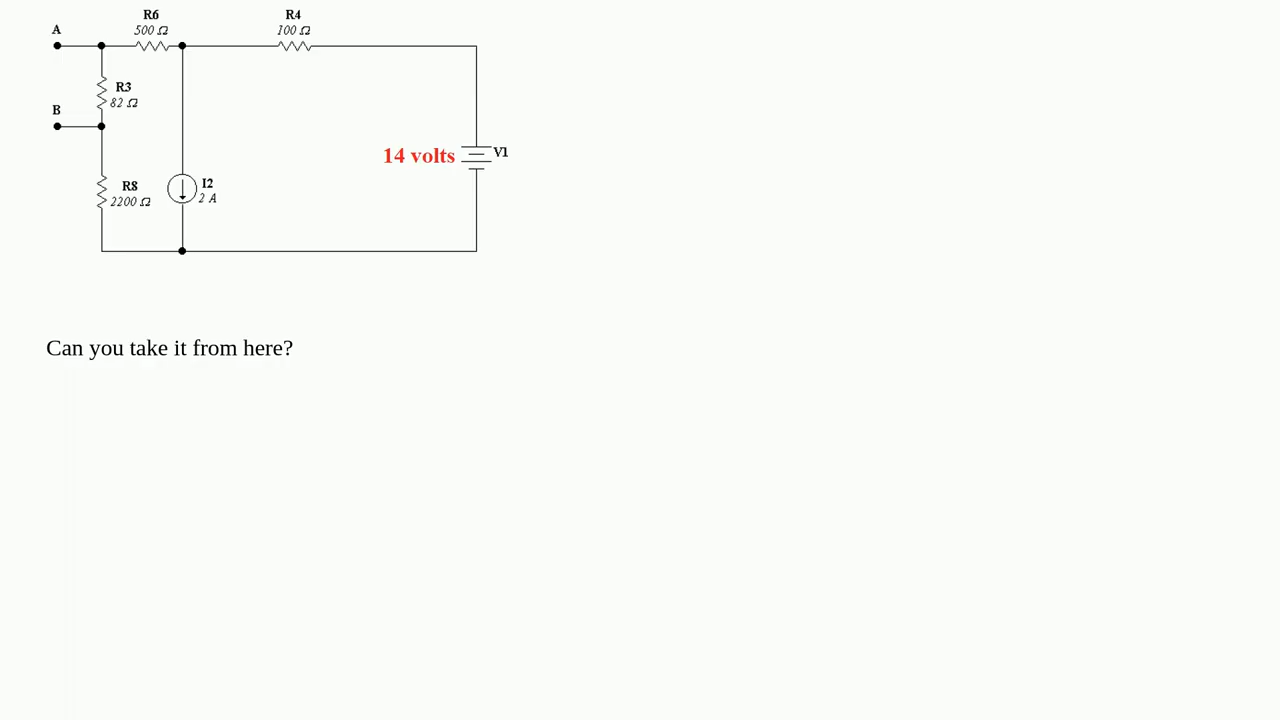 R6
500 Ω
R4
100 Ω
A
R3
82 Ω
B
14 volts
V1
R8
2200 Ω
I2
2 A
Can you take it from here?